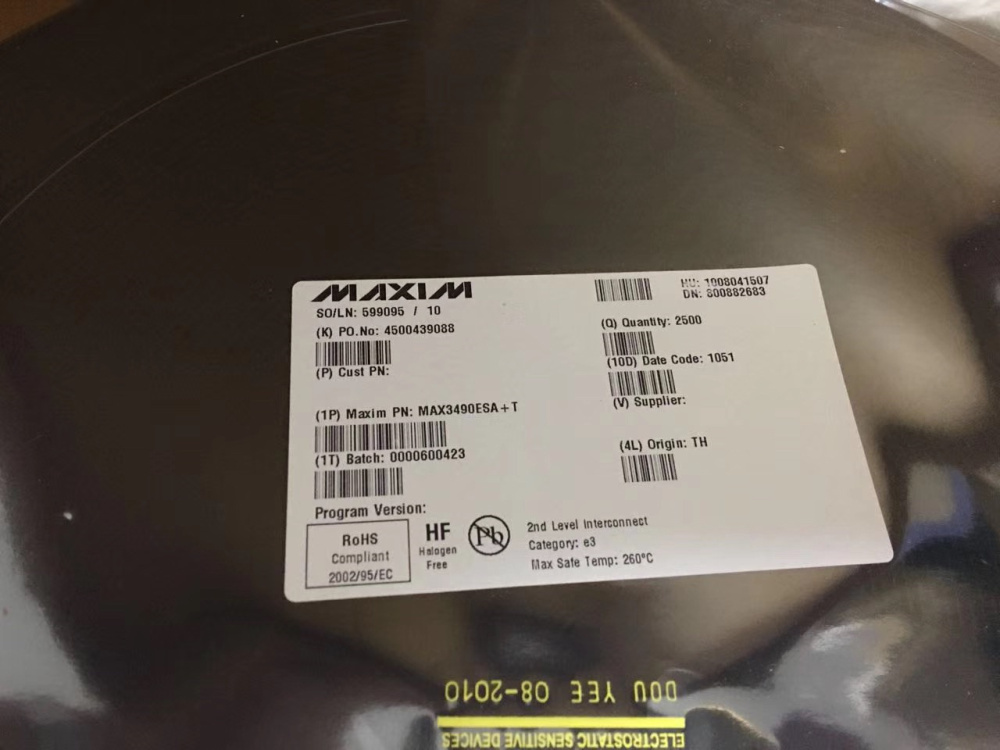 MAXIM
SO/LN: 599095 / 10
(K) PO.No: 4500439088
(P) Cust PN:
(1P) Maxim PN: MAX3490ESA+T
(1T) Batch: 0000600423
Program Version:
RoHS
Compliant
2002/95/EC
HF
Halogen
Free
Pb
2nd Level Interconnect
Category: e3
Max Safe Temp: 260°C
HU: 1008041507
DN: 800882683
(Q) Quantity: 2500
(10D) Date Code: 1051
(V) Supplier:
(4L) Origin: TH
DOU YEE 08-2010
ELECTROSTATIC SENSITIVE DEVICES